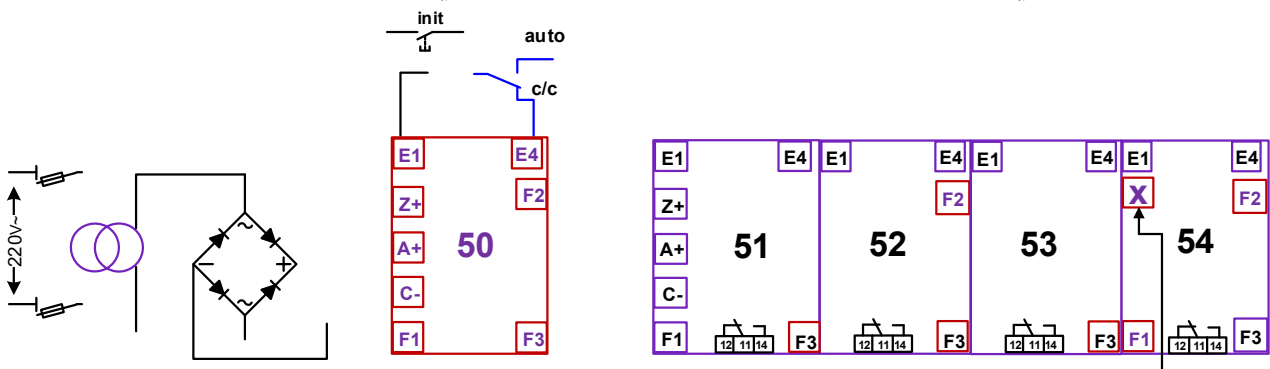 init
auto
c/c
220V~
~
~
− +
E1 E4
F2
Z+
A+
50
C-
F1 F3
E1 E4 E1 E4 E1 E4 E1 E4
Z+ F2 X F2
A+ 51 52 53 54
C-
F1 12 11 14 F3 12 11 14 F3 12 11 14 F3 F1 12 11 14 F3